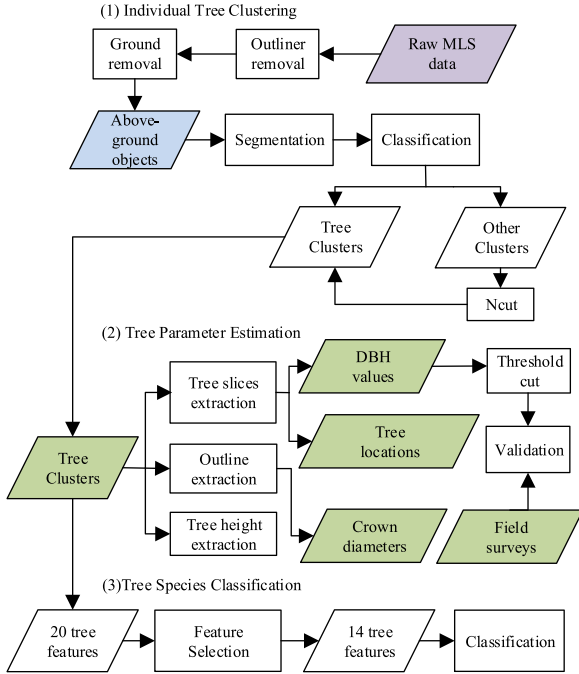 (1) Individual Tree Clustering
Ground
removal
Outliner
removal
Raw MLS
data
Above-
ground
objects
Segmentation
Classification
Tree
Clusters
Other
Clusters
Ncut
(2) Tree Parameter Estimation
Tree slices
extraction
DBH
values
Threshold
cut
Tree
locations
Tree
Clusters
Outline
extraction
Validation
Tree height
extraction
Crown
diameters
Field
surveys
(3)Tree Species Classification
20 tree
features
Feature
Selection
14 tree
features
Classification